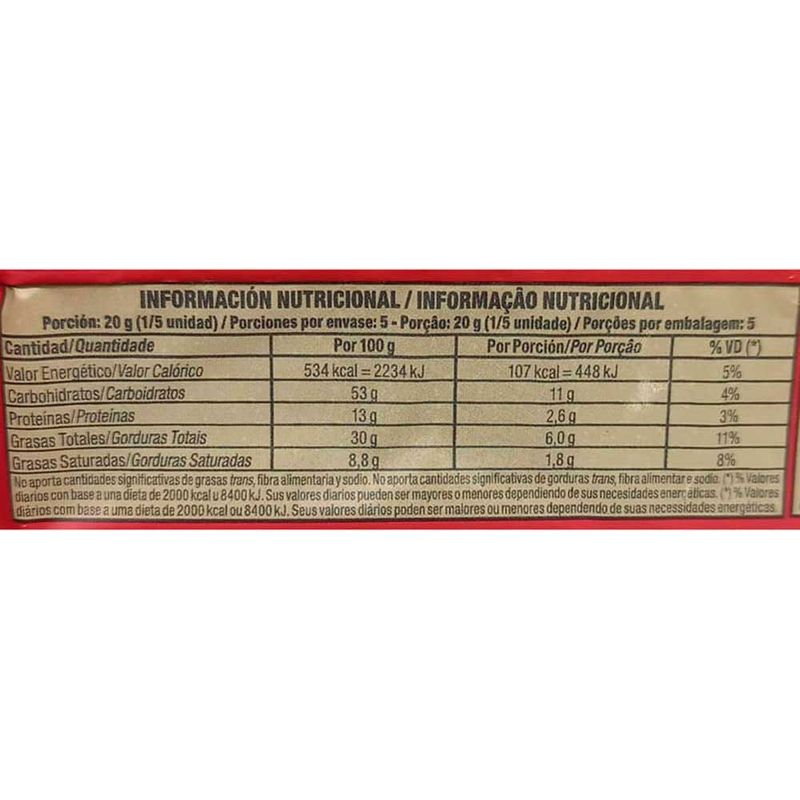 INFORMACIÓN NUTRICIONAL / INFORMAÇÃO NUTRICIONAL
Porción: 20 g (1/5 unidad) / Porciones por envase: 5 - Porção: 20 g (1/5 unidade) / Porções por embalagem: 5
Cantidad/Quantidade Por 100 g Por Porción/Por Porção % VD (*)
Valor Energético/Valor Calórico 534 kcal = 2234 kJ 107 kcal = 448 kJ 5%
Carbohidratos/Carboidratos 53 g 11 g 4%
Proteínas/Proteínas 13 g 2,6 g 3%
Grasas Totales/Gorduras Totais 30 g 6,0 g 11%
Grasas Saturadas/Gorduras Saturadas 8,8 g 1,8 g 8%
No aporta cantidades significativas de grasas trans, fibra alimentaria y sodio. No aporta cantidades significativas de gorduras trans, fibra alimentar e sodio. (*) % Valores
diarios con base a una dieta de 2000 kcal u 8400 kJ. Sus valores diarios pueden ser mayores o menores dependiendo de sus necesidades energéticas. (*) % Valores
diários com base a uma dieta de 2000 kcal ou 8400 kJ. Seus valores diários poden ser maiores ou menores dependendo de suas necessidades energéticas.